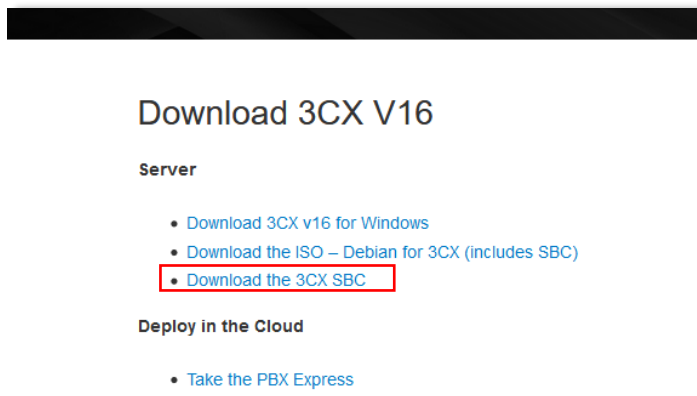 Download 3CX V16
Server
Download 3CX v16 for Windows
Download the ISO – Debian for 3CX (includes SBC)
Download the 3CX SBC
Deploy in the Cloud
Take the PBX Express